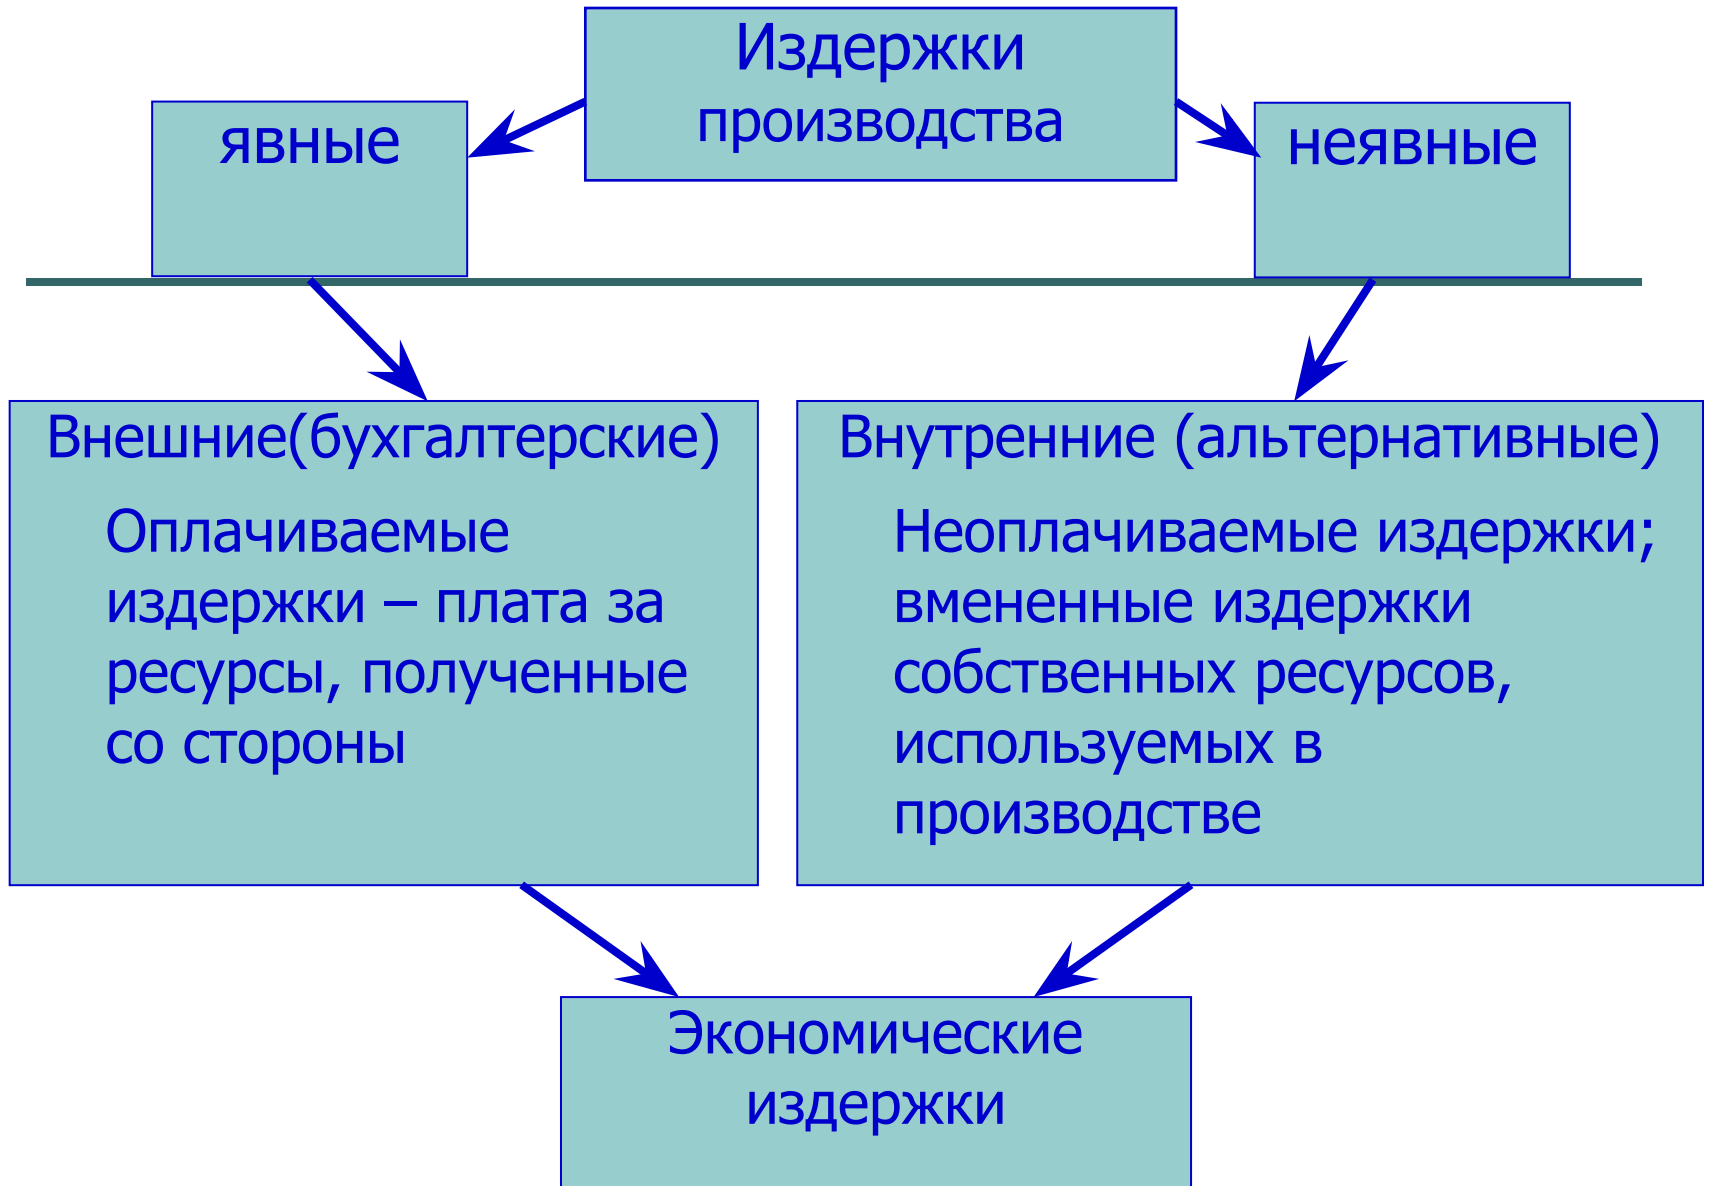 Издержки
производства
явные
неявные
Внешние(бухгалтерские)
Оплачиваемые
издержки – плата за
ресурсы, полученные
со стороны
Внутренние (альтернативные)
Неоплачиваемые издержки;
вмененные издержки
собственных ресурсов,
используемых в
производстве
Экономические
издержки